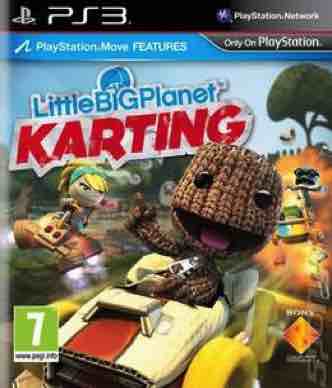 PS3
PlayStation Network
PlayStation Move FEATURES
Only On PlayStation.
LittleBIGPlanet
KARTING
7
www.pegi.info
SONY